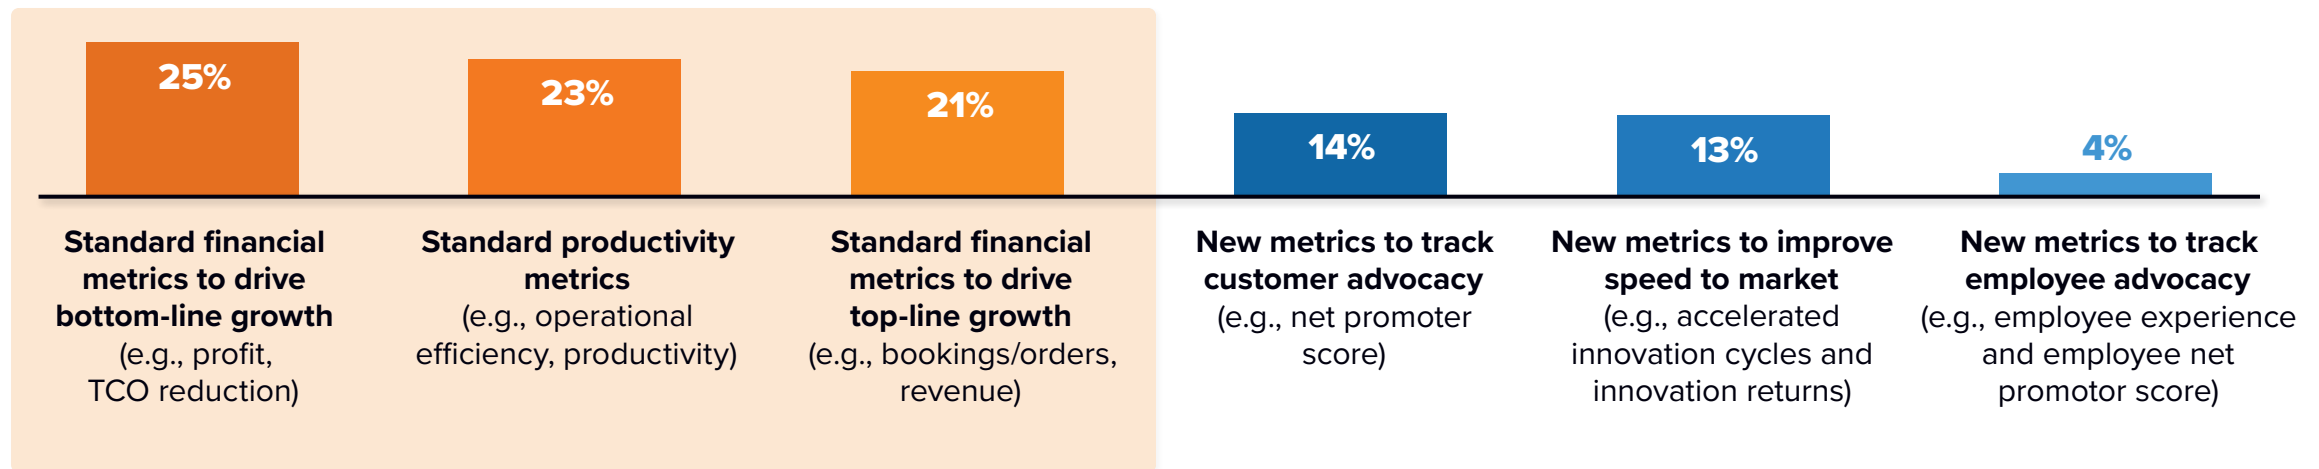 25%
23%
21%
14%
13%
4%
Standard financial
metrics to drive
bottom-line growth
(e.g., profit,
TCO reduction)
Standard productivity
metrics
(e.g., operational
efficiency, productivity)
Standard financial
metrics to drive
top-line growth
(e.g., bookings/orders,
revenue)
New metrics to track
customer advocacy
(e.g., net promoter
score)
New metrics to improve
speed to market
(e.g., accelerated
innovation cycles and
innovation returns)
New metrics to track
employee advocacy
(e.g., employee experience
and employee net
promotor score)